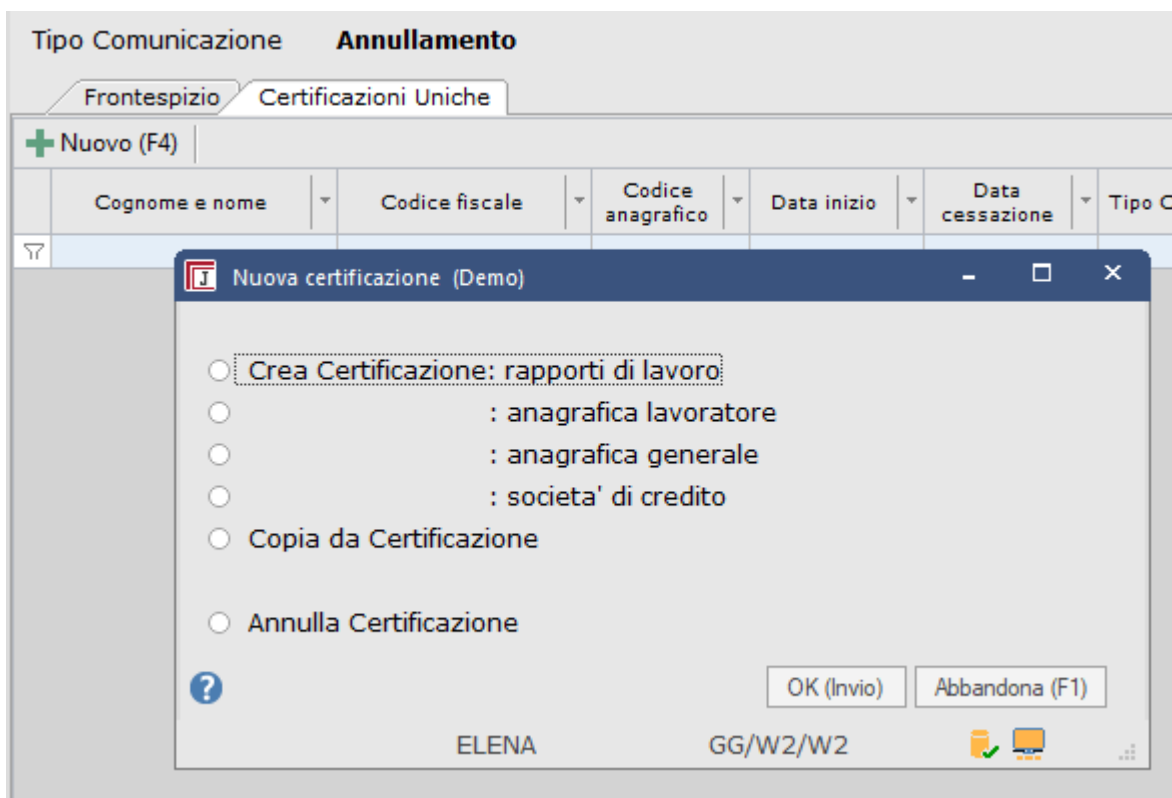 Tipo Comunicazione Annullamento
Frontespizio Certificazioni Uniche
Nuovo (F4)
Cognome e nome Codice fiscale Codice anagrafico Data inizio Data cessazione Tipo C
J Nuova certificazione (Demo)
Crea Certificazione: rapporti di lavoro
: anagrafica lavoratore
: anagrafica generale
: societa' di credito
Copia da Certificazione
Annulla Certificazione
? OK (Invio) Abbandona (F1)
ELENA GG/W2/W2